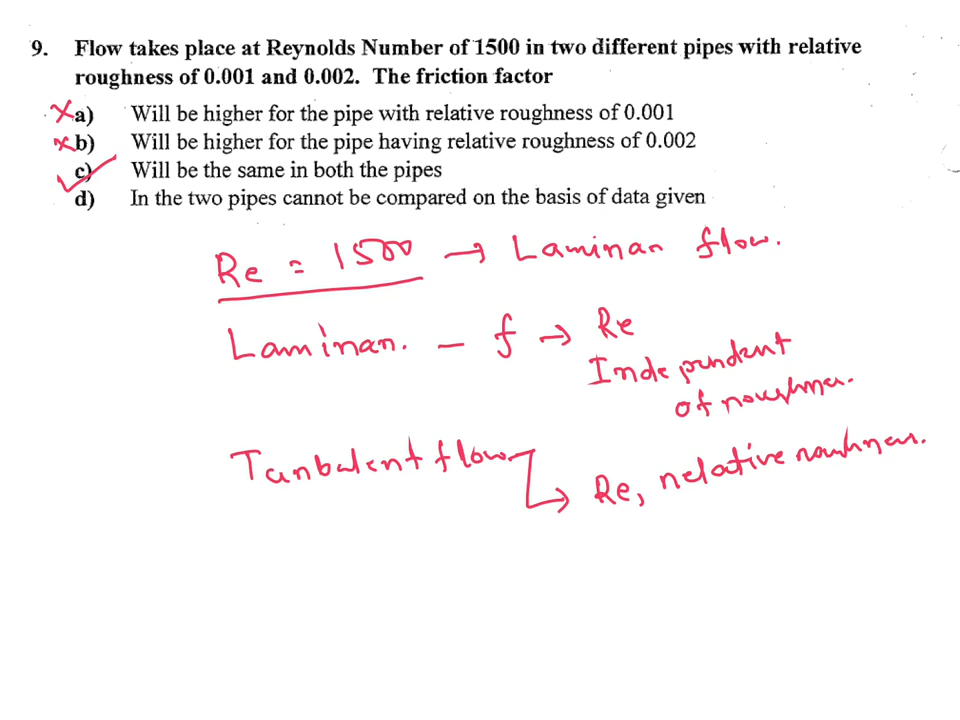 9. Flow takes place at Reynolds Number of 1500 in two different pipes with relative
roughness of 0.001 and 0.002. The friction factor
xa) Will be higher for the pipe with relative roughness of 0.001
xb) Will be higher for the pipe having relative roughness of 0.002
✓c) Will be the same in both the pipes
d) In the two pipes cannot be compared on the basis of data given
Re = 1500 → Laminar flow.
Laminar. – f → Re
Independent
of roughness.
Turbulent flow
↳ Re, relative roughness.